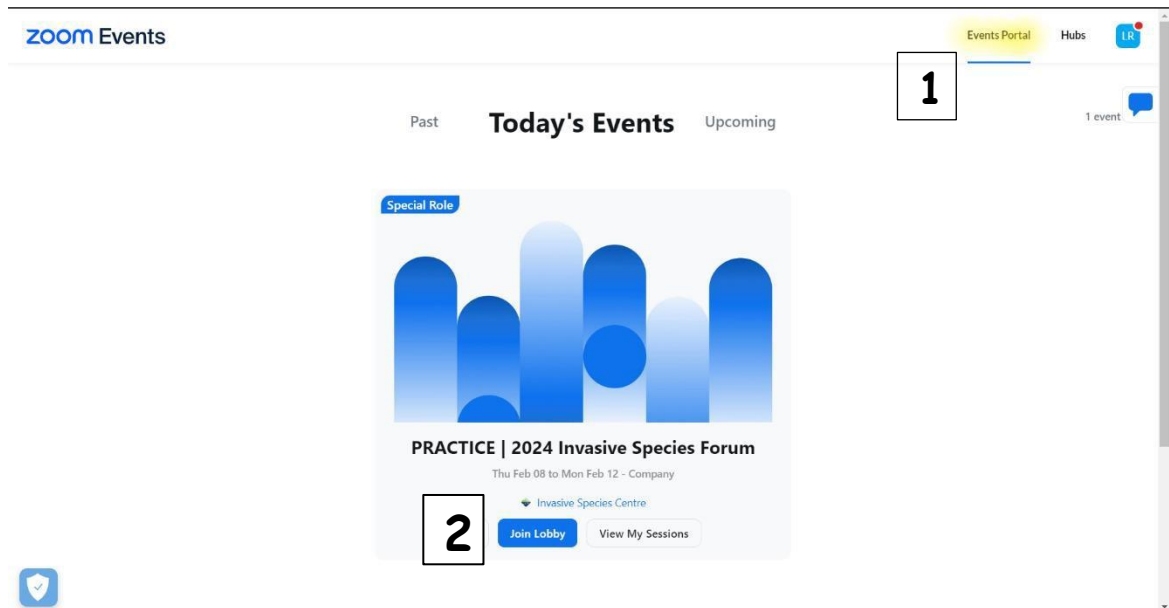 zoom Events
Events Portal Hubs LR
1
Past Today's Events Upcoming
1 event
Special Role
PRACTICE | 2024 Invasive Species Forum
Thu Feb 08 to Mon Feb 12 - Company
Invasive Species Centre
2
Join Lobby View My Sessions